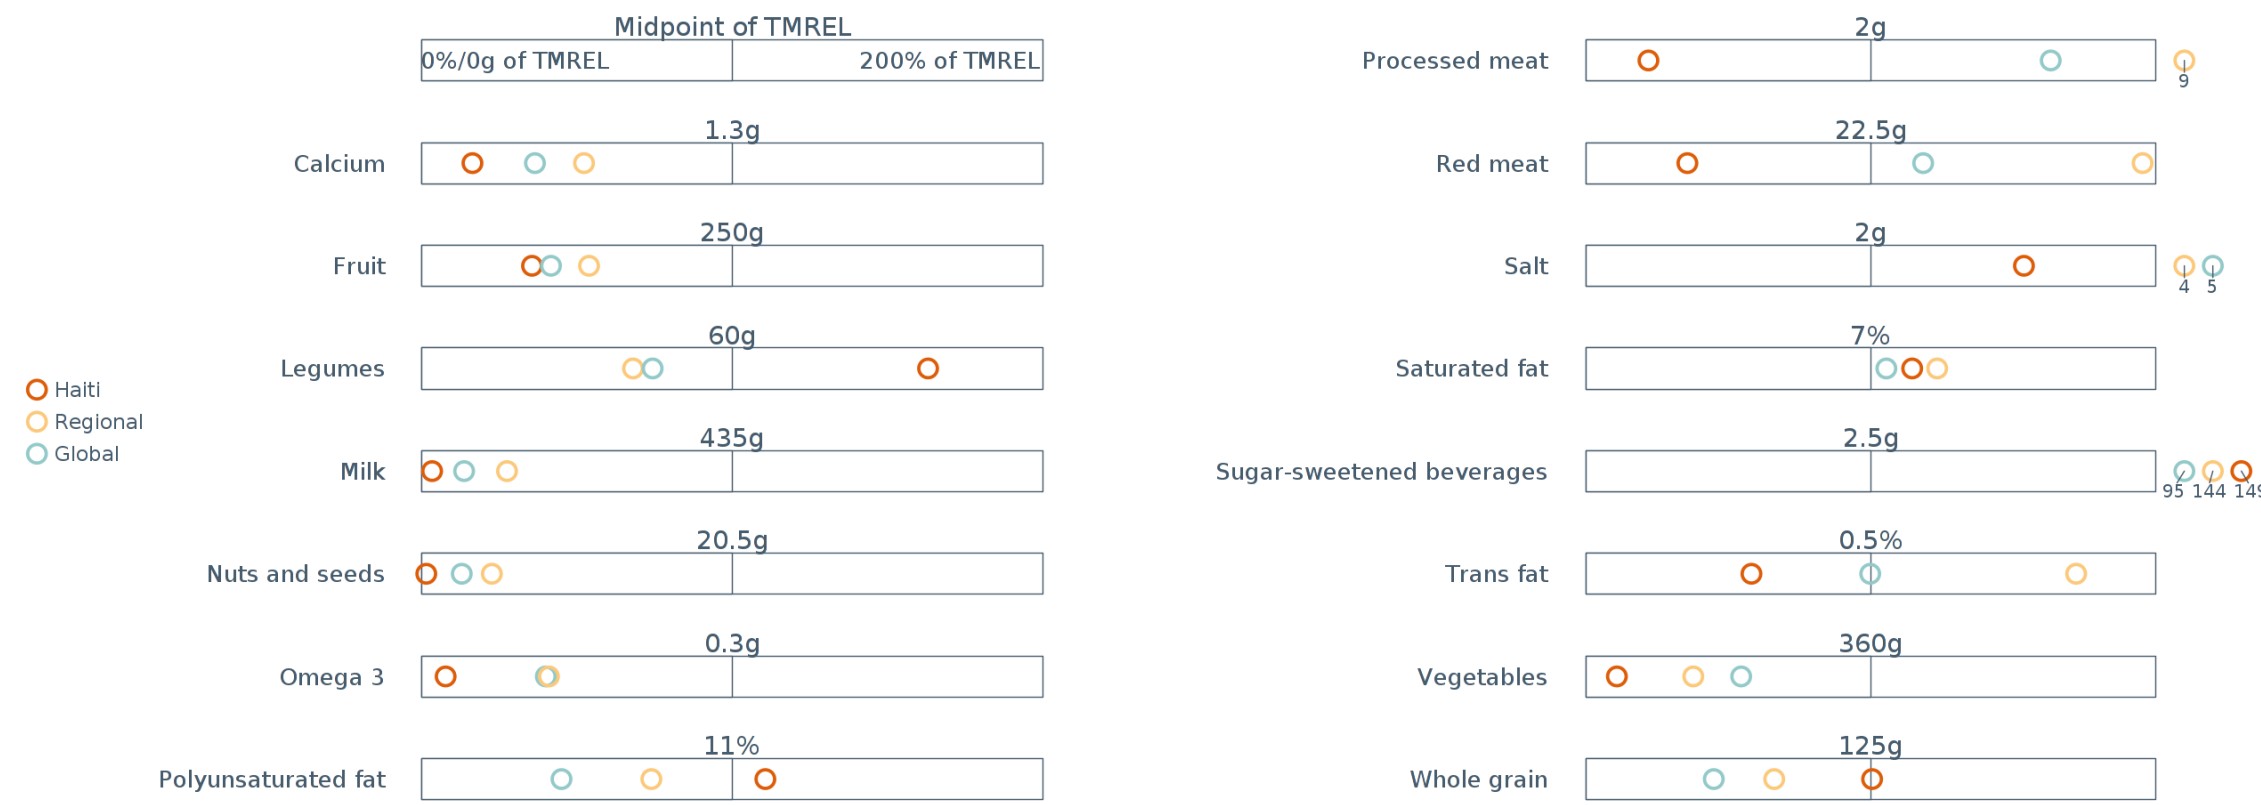 Midpoint of TMREL
0%/0g of TMREL
200% of TMREL
Calcium
1.3g
Fruit
250g
Legumes
60g
Milk
435g
Nuts and seeds
20.5g
Omega 3
0.3g
Polyunsaturated fat
11%
Haiti
Regional
Global
Processed meat
2g
9
Red meat
22.5g
Salt
2g
4 5
Saturated fat
7%
Sugar-sweetened beverages
2.5g
95 144 149
Trans fat
0.5%
Vegetables
360g
Whole grain
125g